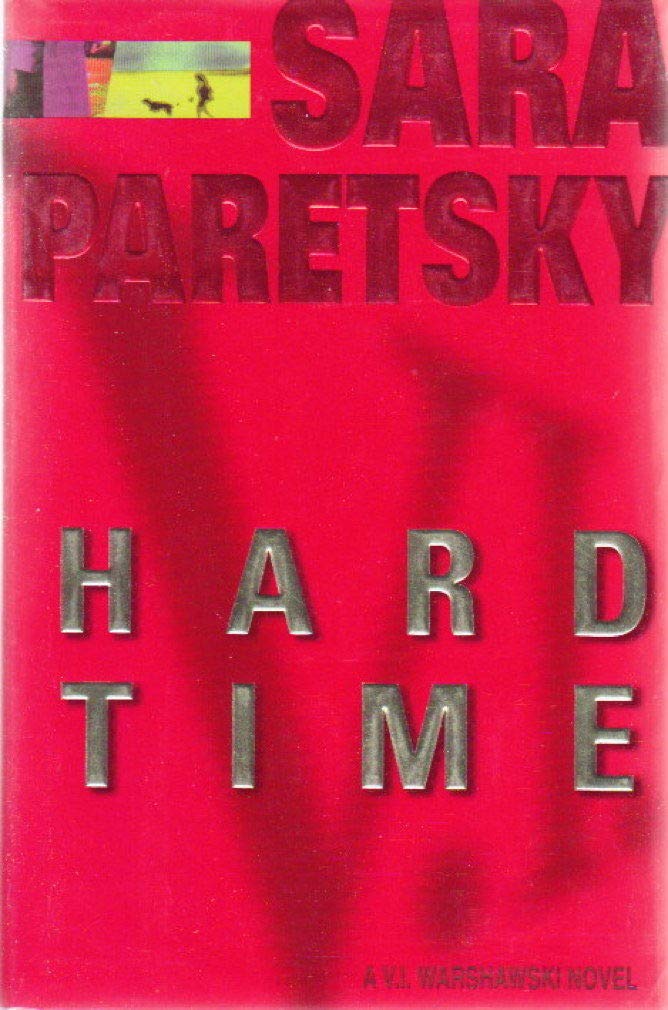 SARA
PARETSKY
HARD
TIME
A V.I. WARSHAWSKI NOVEL